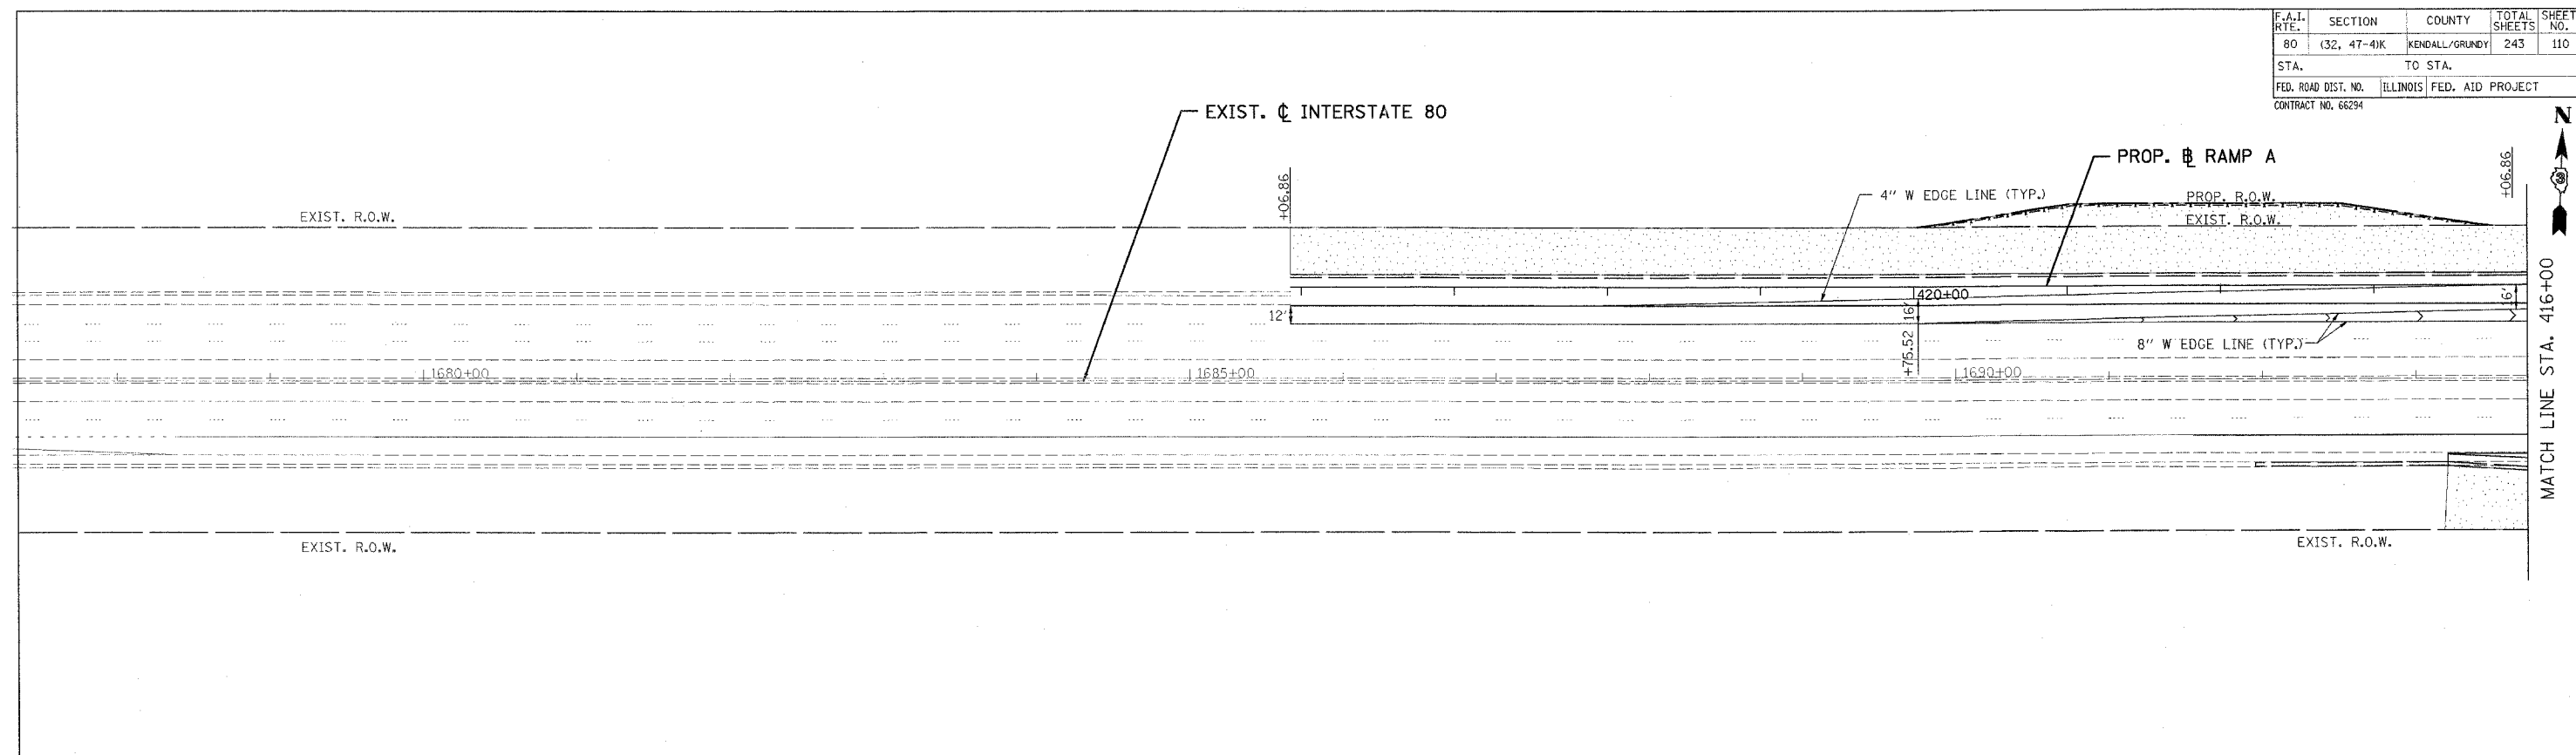 F.A.I. RTE. SECTION COUNTY TOTAL SHEETS SHEET NO.
80 (32, 47-4)K KENDALL/GRUNDY 243 110
STA. TO STA.
FED. ROAD DIST. NO. ILLINOIS FED. AID PROJECT
CONTRACT NO. 66294
N
EXIST. ℄ INTERSTATE 80
PROP. B̲L RAMP A
+06.86
+06.86
4" W EDGE LINE (TYP.)
PROP. R.O.W.
EXIST. R.O.W.
EXIST. R.O.W.
420+00
12'
16'
16'
+75.52
8" W EDGE LINE (TYP.)
1680+00
1685+00
1690+00
MATCH LINE STA. 416+00
EXIST. R.O.W.
EXIST. R.O.W.